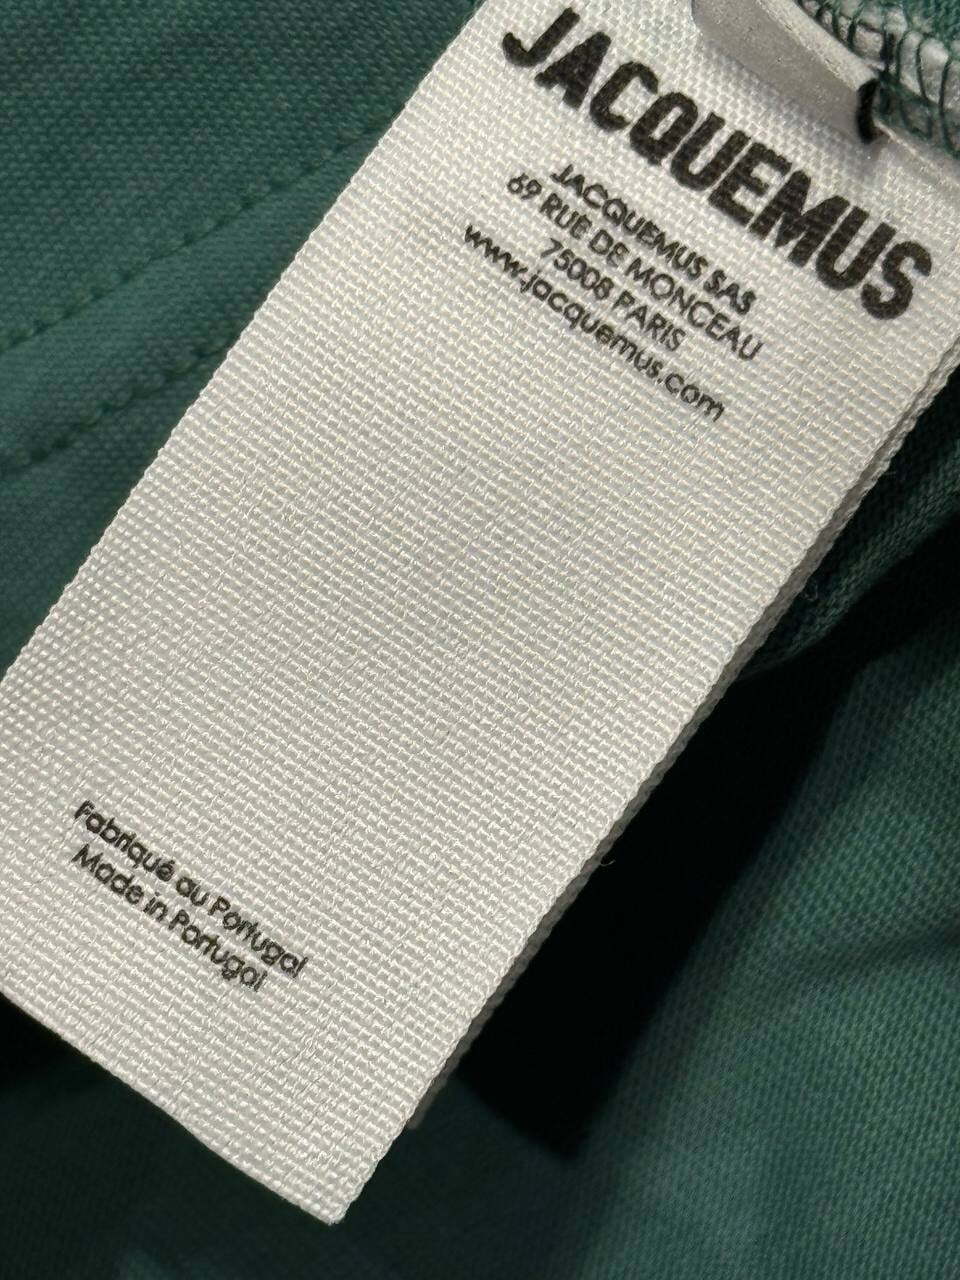 JACQUEMUS
JACQUEMUS SAS
69 RUE DE MONCEAU
75008 PARIS
www.jacquemus.com
Fabriqué au Portugal
Made in Portugal